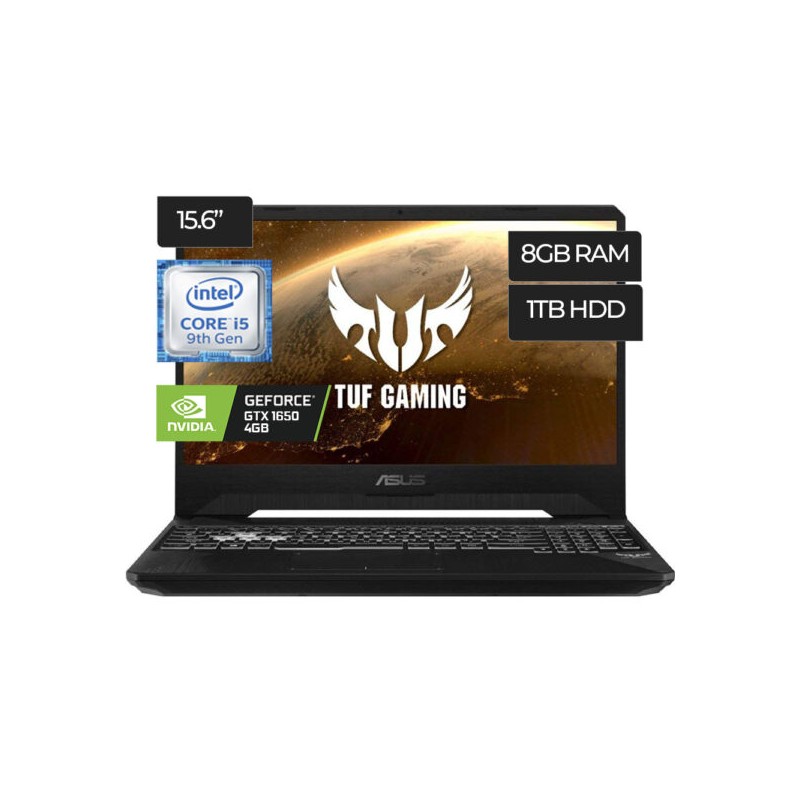 15.6”
8GB RAM
1TB HDD
intel
CORE i5
9th Gen
NVIDIA.
GEFORCE®
GTX 1650
4GB
TUF GAMING
ASUS